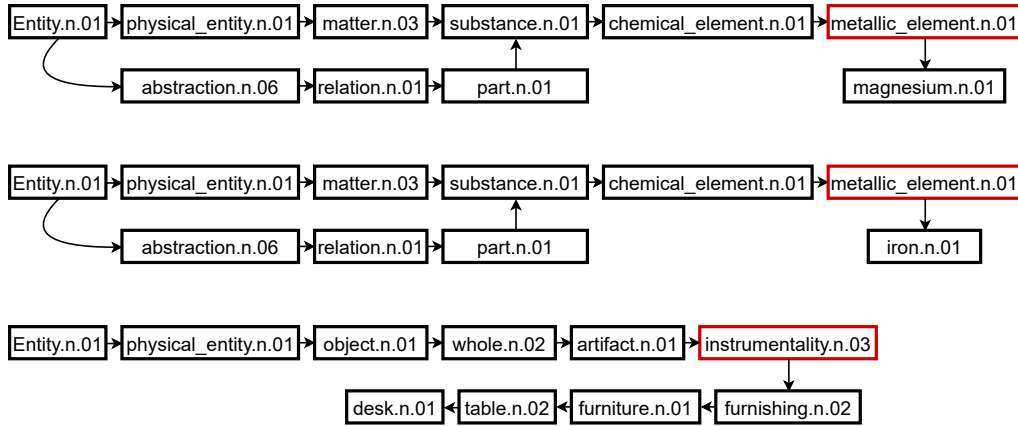 Entity.n.01 physical_entity.n.01 matter.n.03 substance.n.01 chemical_element.n.01 metallic_element.n.01
abstraction.n.06 relation.n.01 part.n.01 magnesium.n.01
Entity.n.01 physical_entity.n.01 matter.n.03 substance.n.01 chemical_element.n.01 metallic_element.n.01
abstraction.n.06 relation.n.01 part.n.01 iron.n.01
Entity.n.01 physical_entity.n.01 object.n.01 whole.n.02 artifact.n.01 instrumentality.n.03
desk.n.01 table.n.02 furniture.n.01 furnishing.n.02